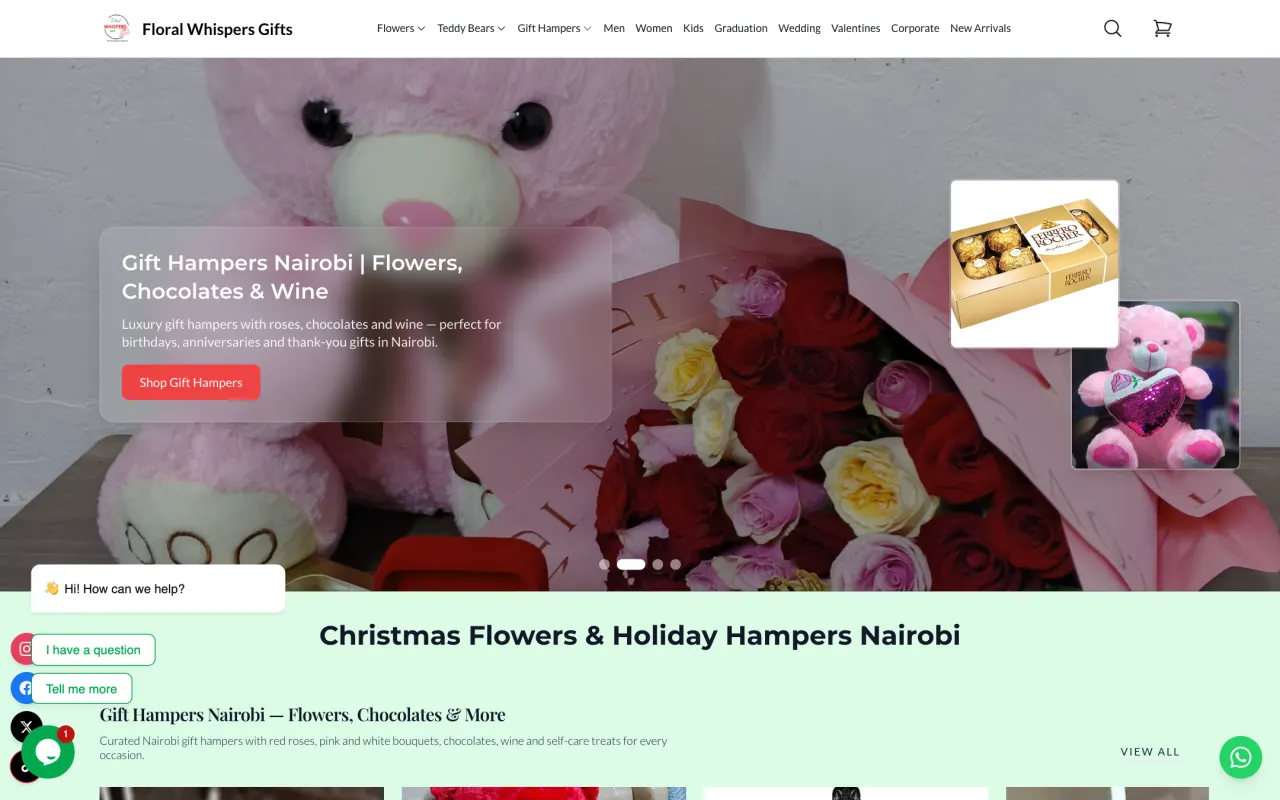 Floral Whispers Gifts
Flowers
Teddy Bears
Gift Hampers
Men
Women
Kids
Graduation
Wedding
Valentines
Corporate
New Arrivals
Gift Hampers Nairobi | Flowers,
Chocolates & Wine
Luxury gift hampers with roses, chocolates and wine — perfect for
birthdays, anniversaries and thank-you gifts in Nairobi.
Shop Gift Hampers
FERRERO
ROCHER
FERRERO
ROCHER
👋 Hi! How can we help?
Christmas Flowers & Holiday Hampers Nairobi
I have a question
Tell me more
Gift Hampers Nairobi — Flowers, Chocolates & More
Curated Nairobi gift hampers with red roses, pink and white bouquets, chocolates, wine and self-care treats for every
occasion.
VIEW ALL
1